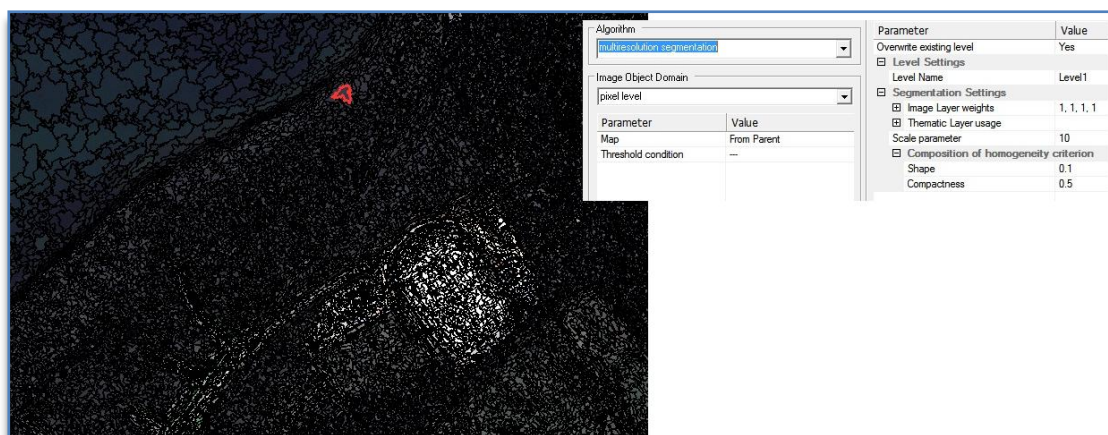 Algorithm
multiresolution segmentation
Image Object Domain
pixel level
Parameter Value
Map From Parent
Threshold condition ---
Parameter Value
Overwrite existing level Yes
Level Settings
Level Name Level1
Segmentation Settings
Image Layer weights 1, 1, 1, 1
Thematic Layer usage
Scale parameter 10
Composition of homogeneity criterion
Shape 0.1
Compactness 0.5